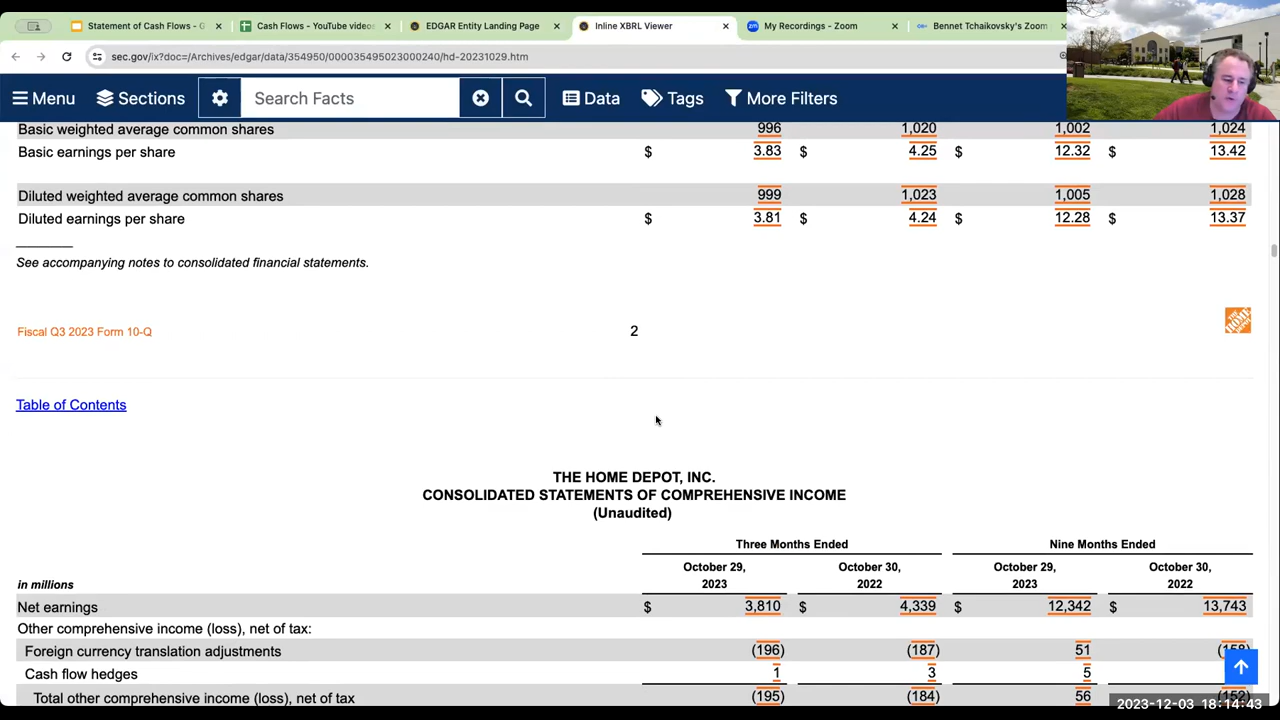 Statement of Cash Flows - G
Cash Flows - YouTube video
EDGAR Entity Landing Page
Inline XBRL Viewer
My Recordings - Zoom
Bennet Tchaikovsky's Zoom
sec.gov/ix?doc=/Archives/edgar/data/354950/000035495023000240/hd-20231029.htm
Menu Sections Search Facts Data Tags More Filters
Basic weighted average common shares 996 1,020 1,002 1,024
Basic earnings per share $ 3.83 $ 4.25 $ 12.32 $ 13.42
Diluted weighted average common shares 999 1,023 1,005 1,028
Diluted earnings per share $ 3.81 $ 4.24 $ 12.28 $ 13.37
See accompanying notes to consolidated financial statements.
Fiscal Q3 2023 Form 10-Q 2 THE HOME DEPOT
Table of Contents
THE HOME DEPOT, INC.
CONSOLIDATED STATEMENTS OF COMPREHENSIVE INCOME
(Unaudited)
Three Months Ended Nine Months Ended
October 29, October 30, October 29, October 30,
in millions 2023 2022 2023 2022
Net earnings $ 3,810 $ 4,339 $ 12,342 $ 13,743
Other comprehensive income (loss), net of tax:
Foreign currency translation adjustments (196) (187) 51
Cash flow hedges 1 3 5
Total other comprehensive income (loss), net of tax (195) (184) 56 (152)
2023-12-03 18:14:43